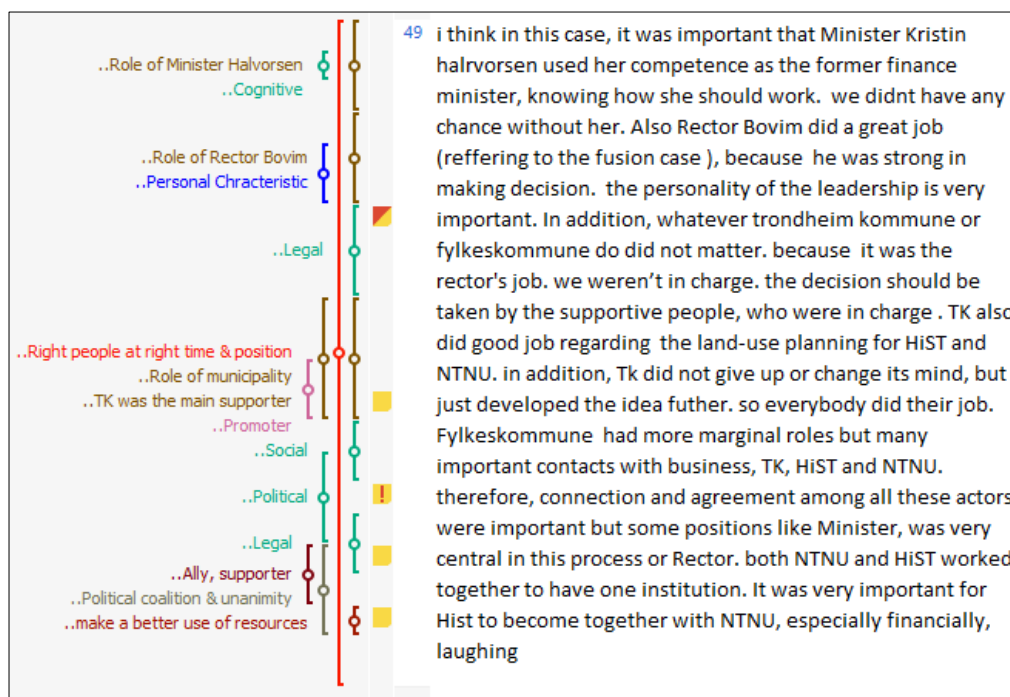 ..Role of Minister Halvorsen
..Cognitive
..Role of Rector Bovim
..Personal Chracteristic
..Legal
..Right people at right time & position
..Role of municipality
..TK was the main supporter
..Promoter
..Social
..Political
..Legal
..Ally, supporter
..Political coalition & unanimity
..make a better use of resources
49
i think in this case, it was important that Minister Kristin
halrvorsen used her competence as the former finance
minister, knowing how she should work. we didnt have any
chance without her. Also Rector Bovim did a great job
(reffering to the fusion case ), because he was strong in
making decision. the personality of the leadership is very
important. In addition, whatever trondheim kommune or
fylkeskommune do did not matter. because it was the
rector's job. we weren’t in charge. the decision should be
taken by the supportive people, who were in charge . TK also
did good job regarding the land-use planning for HiST and
NTNU. in addition, Tk did not give up or change its mind, but
just developed the idea futher. so everybody did their job.
Fylkeskommune had more marginal roles but many
important contacts with business, TK, HiST and NTNU.
therefore, connection and agreement among all these actors
were important but some positions like Minister, was very
central in this process or Rector. both NTNU and HiST worked
together to have one institution. It was very important for
Hist to become together with NTNU, especially financially,
laughing